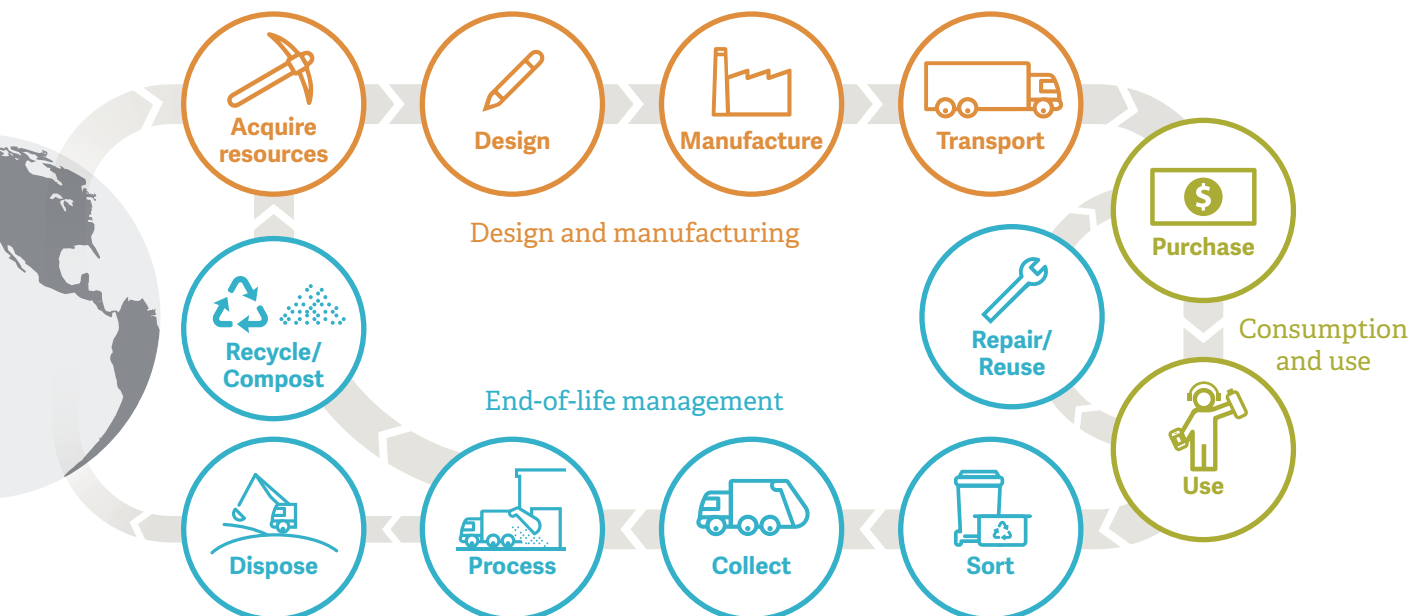 Acquire
resources
Design
Manufacture
Transport
$
Purchase
Design and manufacturing
Recycle/
Compost
Repair/
Reuse
Consumption
and use
End-of-life management
Use
Dispose
Process
Collect
Sort